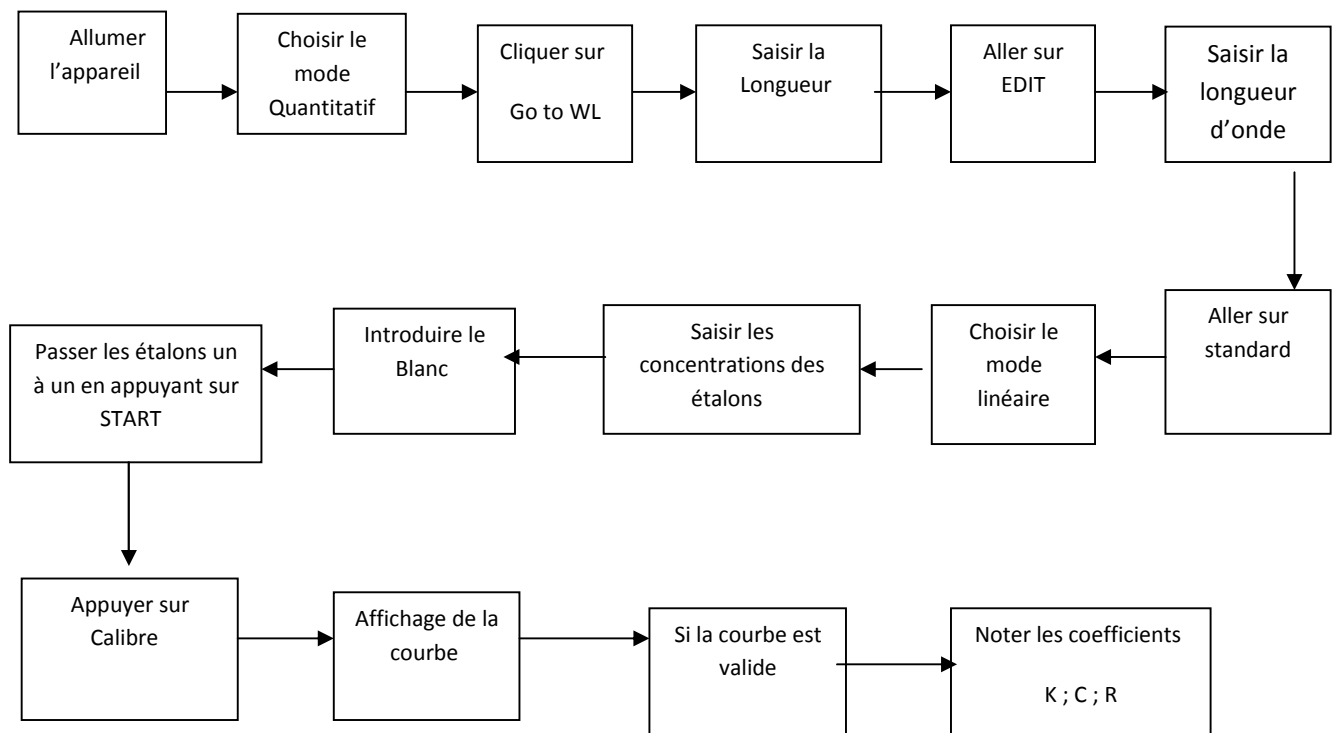 Allumer
l’appareil
Choisir le
mode
Quantitatif
Cliquer sur
Go to WL
Saisir la
Longueur
Aller sur
EDIT
Saisir la
longueur
d’onde
Aller sur
standard
Choisir le
mode
linéaire
Saisir les
concentrations des
étalons
Introduire le
Blanc
Passer les étalons un
à un en appuyant sur
START
Appuyer sur
Calibre
Affichage de la
courbe
Si la courbe est
valide
Noter les coefficients
K ; C ; R